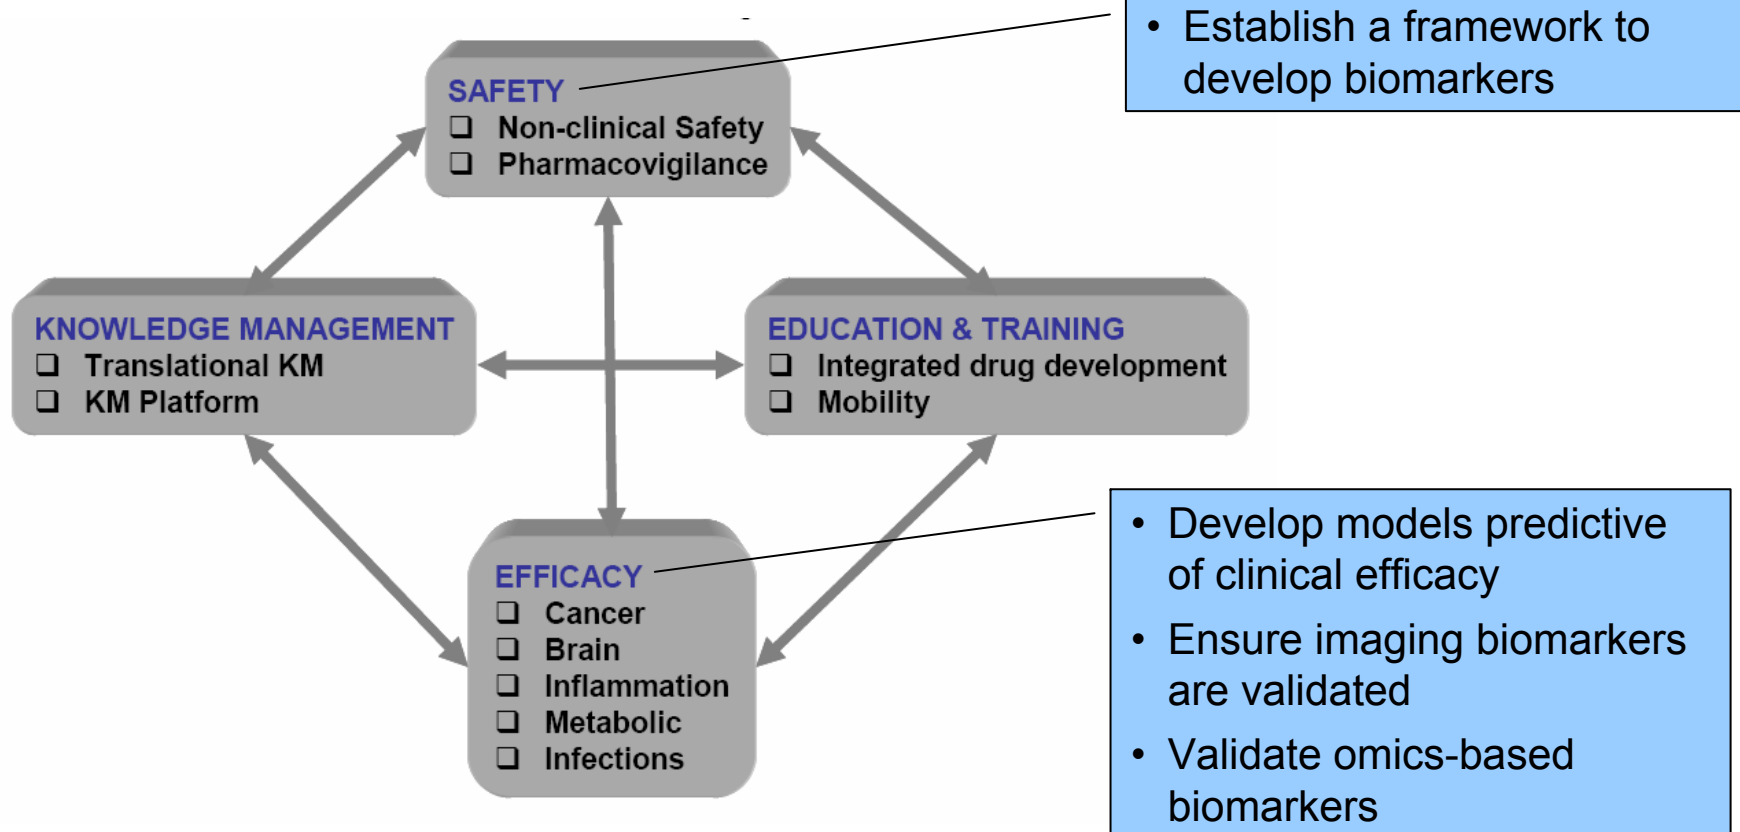 • Establish a framework to
develop biomarkers
SAFETY
❑ Non-clinical Safety
❑ Pharmacovigilance
KNOWLEDGE MANAGEMENT
❑ Translational KM
❑ KM Platform
EDUCATION & TRAINING
❑ Integrated drug development
❑ Mobility
EFFICACY
❑ Cancer
❑ Brain
❑ Inflammation
❑ Metabolic
❑ Infections
• Develop models predictive
of clinical efficacy
• Ensure imaging biomarkers
are validated
• Validate omics-based
biomarkers